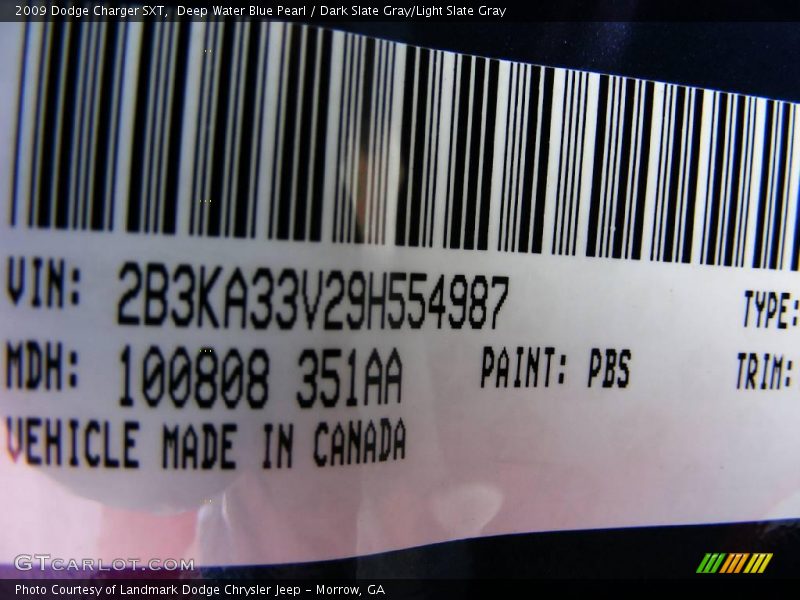 2009 Dodge Charger SXT, Deep Water Blue Pearl / Dark Slate Gray/Light Slate Gray
VIN: 2B3KA33V29H554987 TYPE:
MDH: 100808 351AA PAINT: PBS TRIM:
VEHICLE MADE IN CANADA
GTCARLOT.COM
Photo Courtesy of Landmark Dodge Chrysler Jeep - Morrow, GA